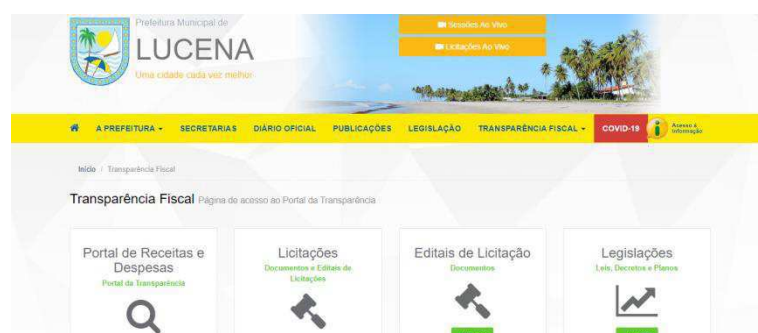 Prefeitura Municipal de
LUCENA
Uma cidade cada vez melhor
Sessões Ao Vivo
Licitações Ao Vivo
A PREFEITURA
SECRETARIAS
DIÁRIO OFICIAL
PUBLICAÇÕES
LEGISLAÇÃO
TRANSPARÊNCIA FISCAL
COVID-19
Acesso à
Informação
Início / Transparência Fiscal
Transparência Fiscal Página de acesso ao Portal da Transparência
Portal de Receitas e
Despesas
Portal da Transparência
Licitações
Documentos e Editais de
Licitações
Editais de Licitação
Documentos
Legislações
Leis, Decretos e Planos